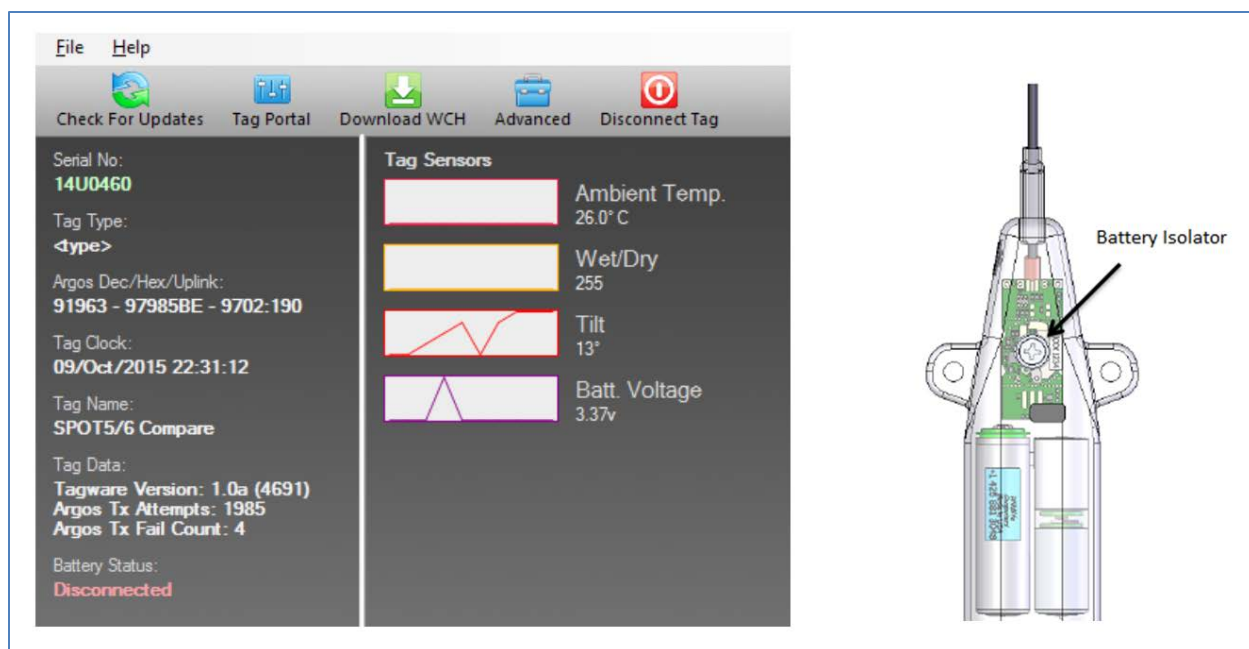 File Help
Check For Updates Tag Portal Download WCH Advanced Disconnect Tag
Serial No:
14U0460
Tag Type:
<type>
Argos Dec/Hex/Uplink:
91963 - 97985BE - 9702:190
Tag Clock:
09/Oct/2015 22:31:12
Tag Name:
SPOT5/6 Compare
Tag Data:
Tagware Version: 1.0a (4691)
Argos Tx Attempts: 1985
Argos Tx Fail Count: 4
Battery Status:
Disconnected
Tag Sensors
Ambient Temp.
26.0° C
Wet/Dry
255
Tilt
13°
Batt. Voltage
3.37v
Battery Isolator